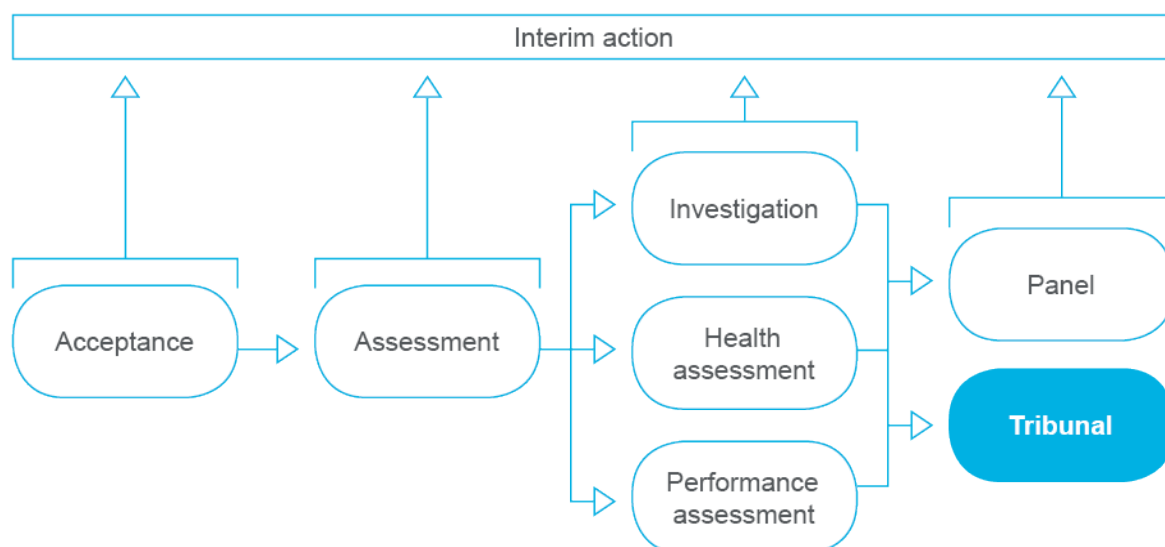 Interim action
Acceptance
Assessment
Investigation
Health
assessment
Performance
assessment
Panel
Tribunal